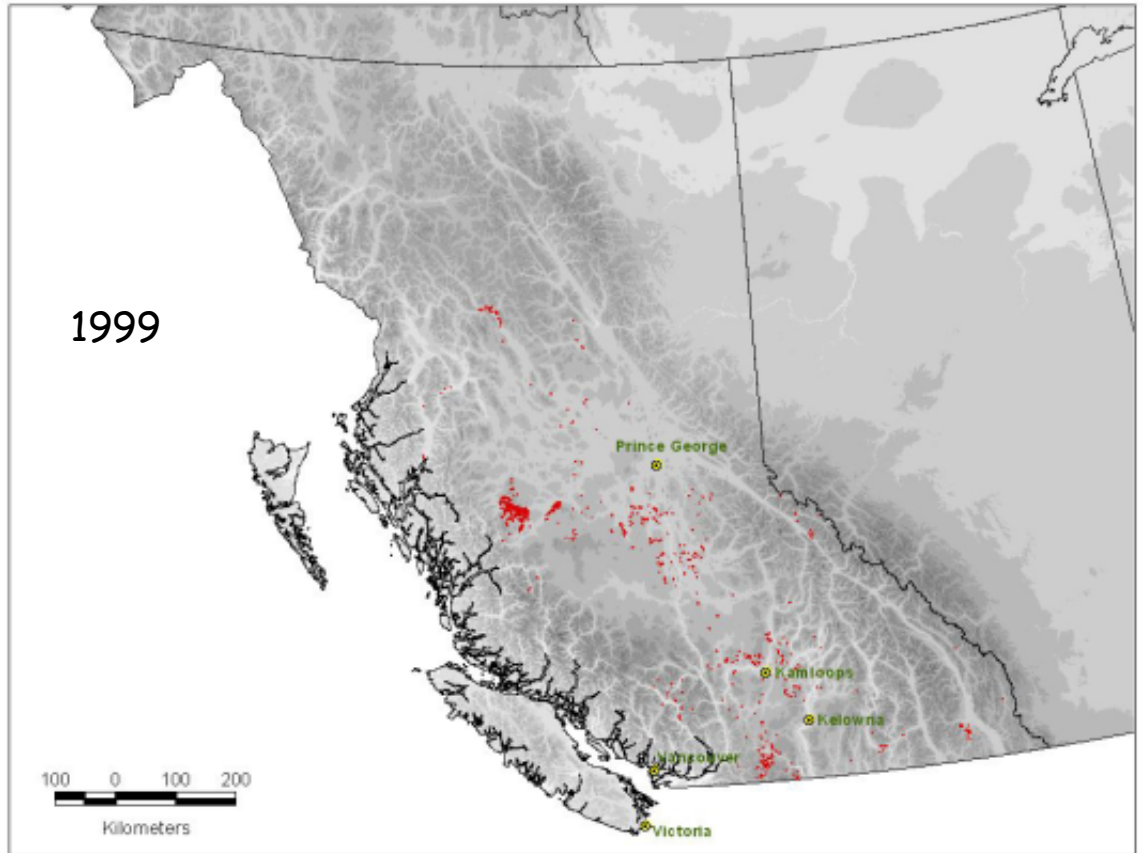 1999
Prince George
Kamloops
Kelowna
Vancouver
Victoria
100 0 100 200
Kilometers